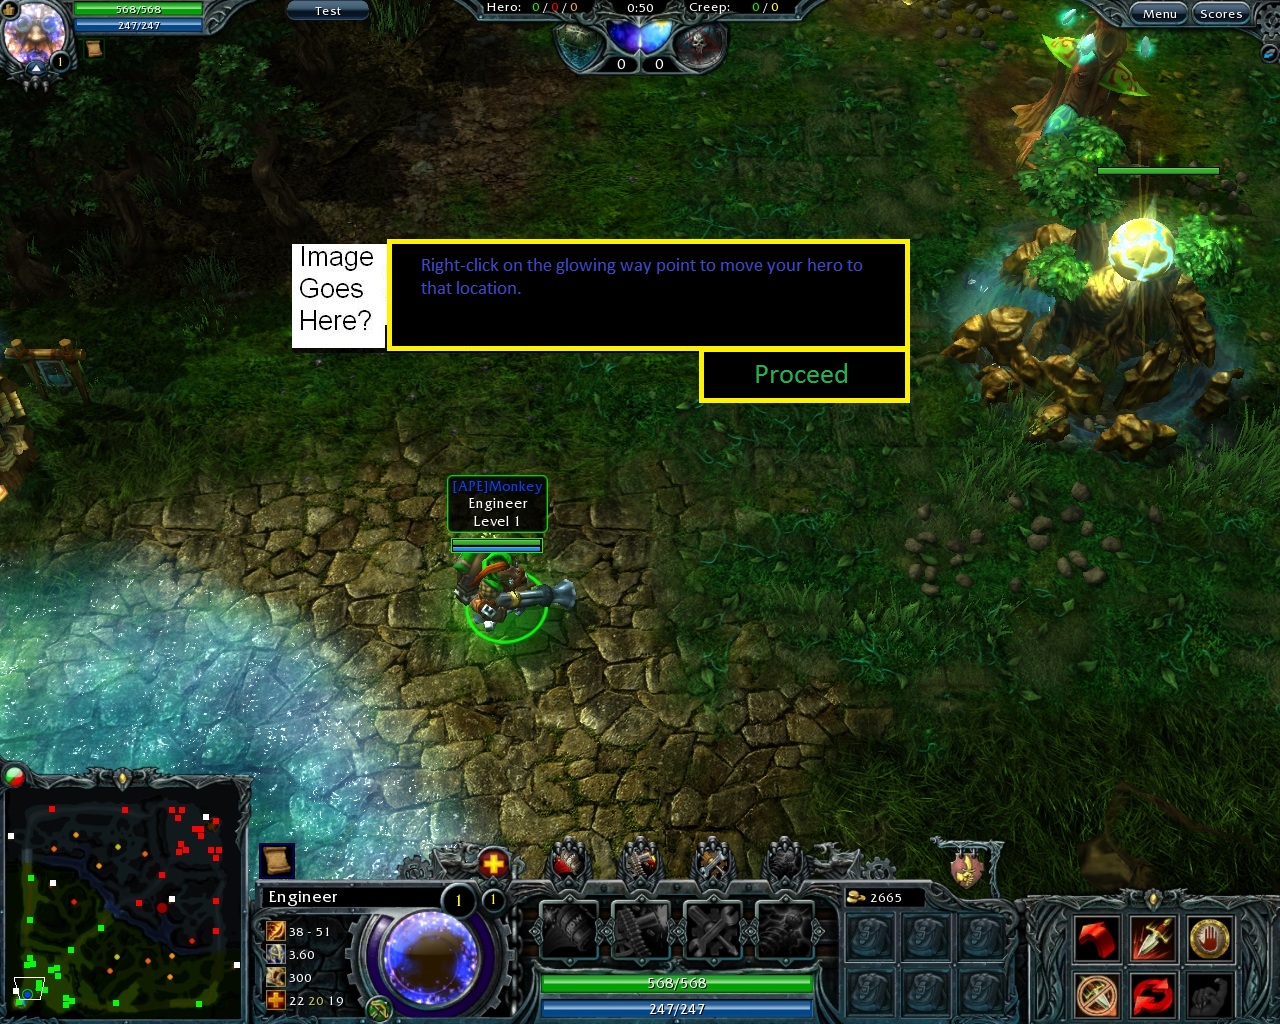 568/568
247/247
1
Test
Hero: 0 / 0 / 0
0:50
Creep: 0 / 0
0 0
Menu
Scores
Image
Goes
Here?
Right-click on the glowing way point to move your hero to
that location.
Proceed
[APE]Monkey
Engineer
Level 1
Engineer
1
1
38 - 51
3.60
300
22 20 19
568/568
247/247
2665